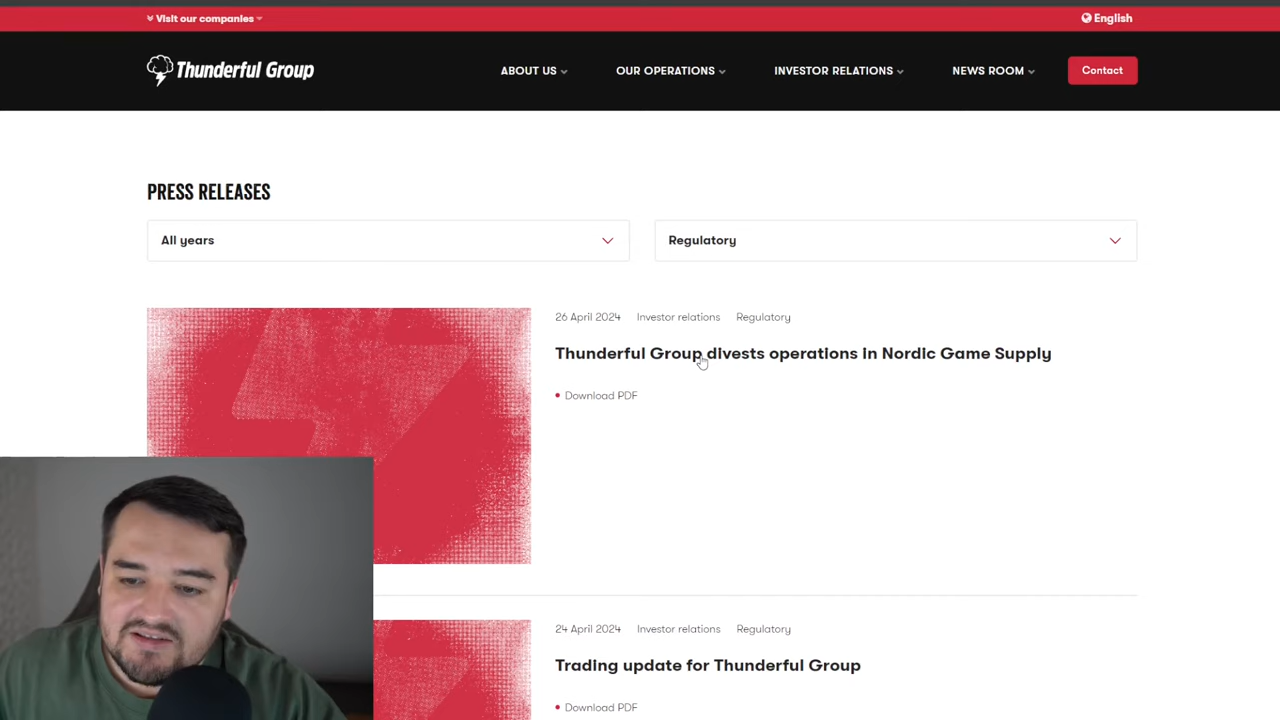 Visit our companies
English
Thunderful Group
ABOUT US
OUR OPERATIONS
INVESTOR RELATIONS
NEWS ROOM
Contact
PRESS RELEASES
All years
Regulatory
26 April 2024 Investor relations Regulatory
Thunderful Group divests operations in Nordic Game Supply
Download PDF
24 April 2024 Investor relations Regulatory
Trading update for Thunderful Group
Download PDF